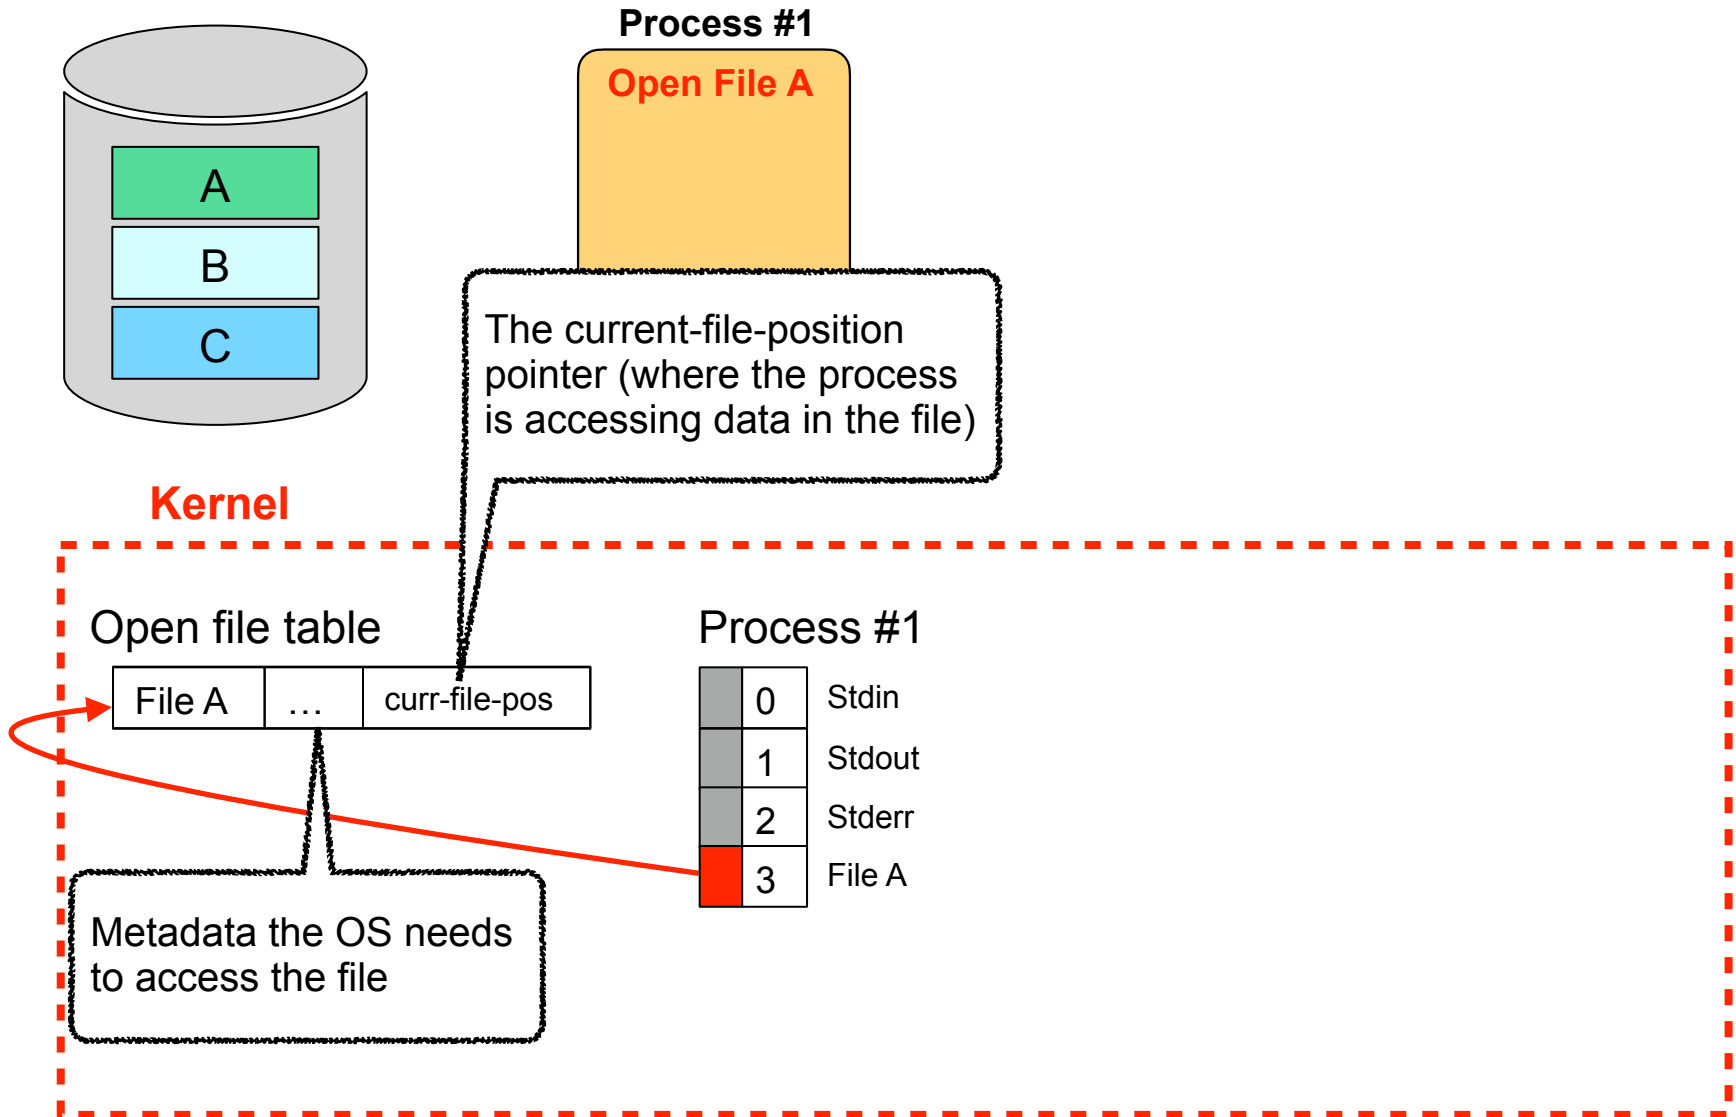 Process #1
Open File A
A
B
C
The current-file-position
pointer (where the process
is accessing data in the file)
Kernel
Open file table
File A
…
curr-file-pos
Metadata the OS needs
to access the file
Process #1
0 Stdin
1 Stdout
2 Stderr
3 File A